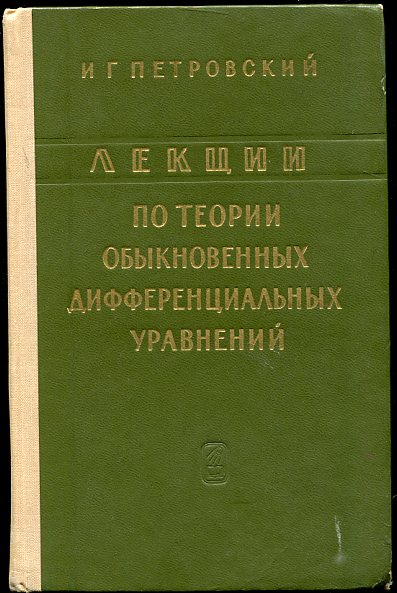 И Г ПЕТРОВСКИЙ
ЛЕКЦИИ
ПО ТЕОРИИ
ОБЫКНОВЕННЫХ
ДИФФЕРЕНЦИАЛЬНЫХ
УРАВНЕНИЙ